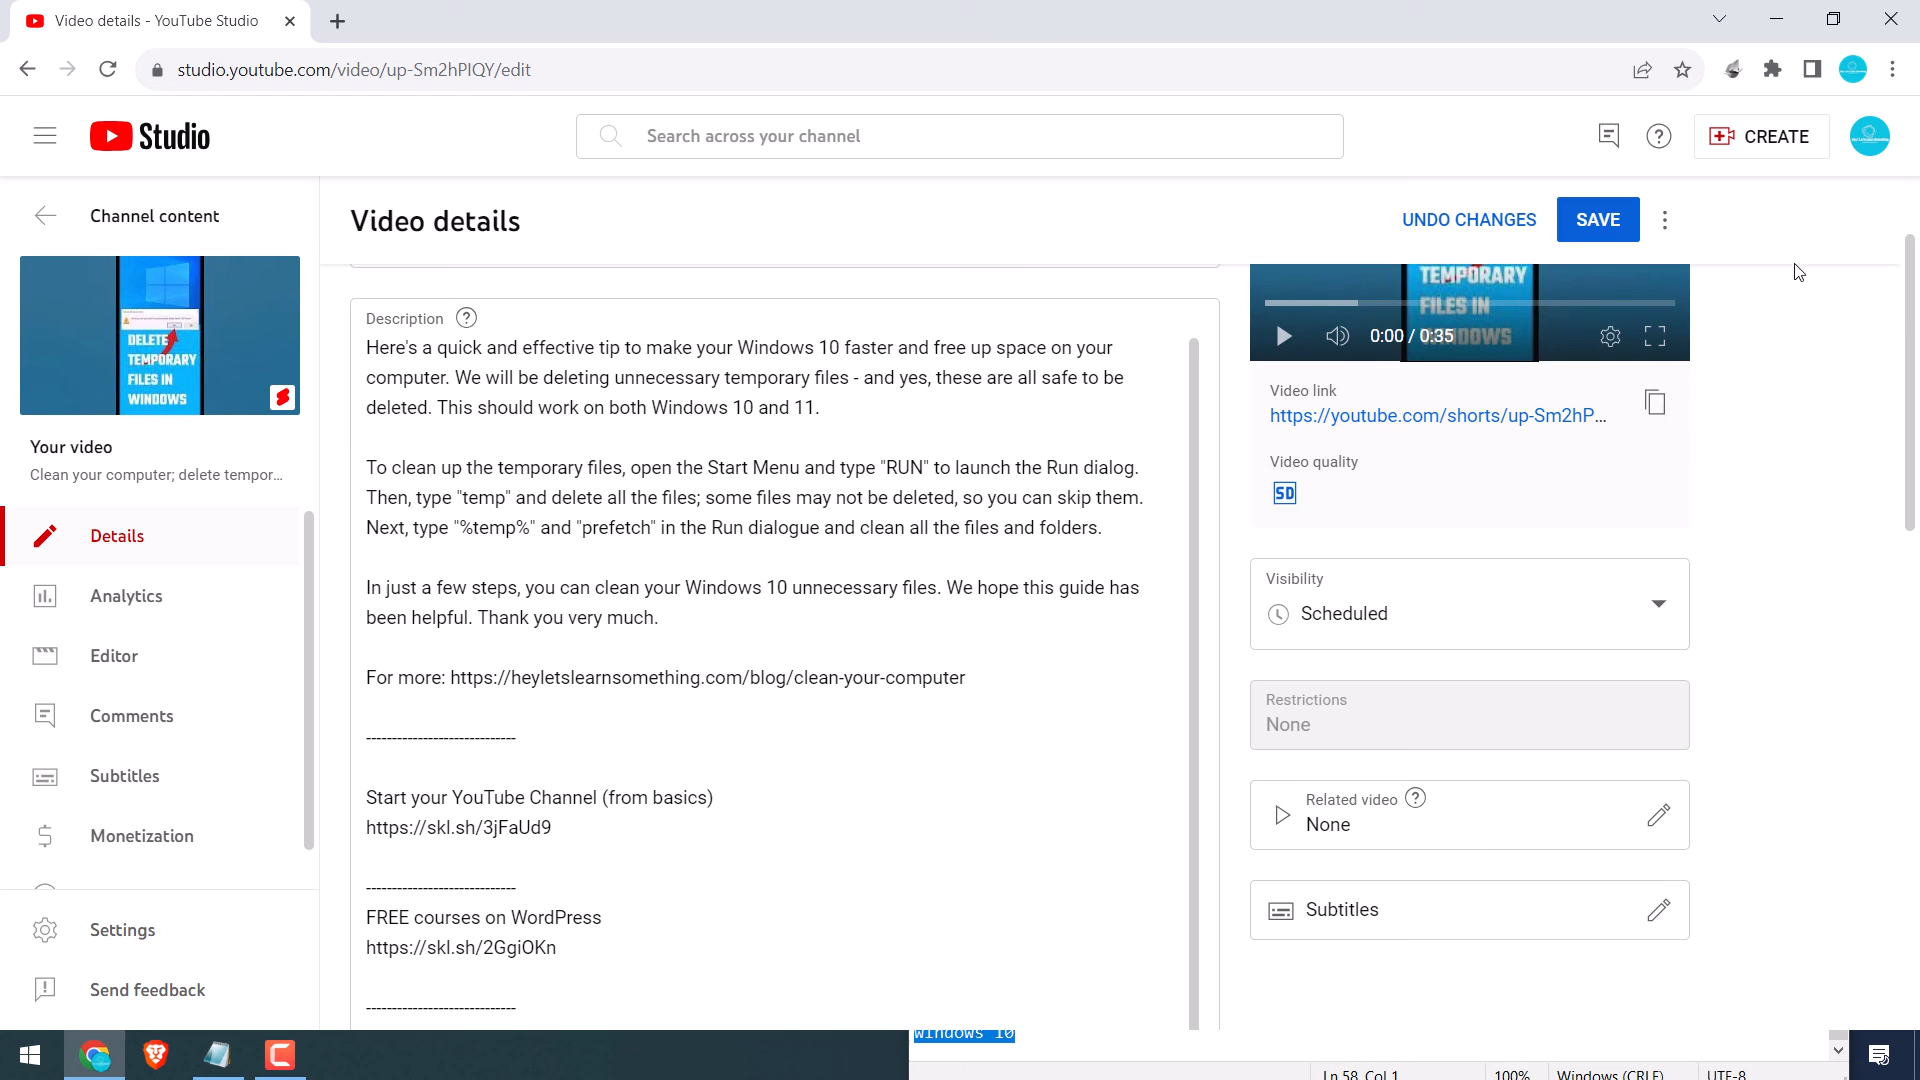 Video details - YouTube Studio
studio.youtube.com/video/up-Sm2hPIQY/edit
Studio
Search across your channel
CREATE
Channel content
Video details
UNDO CHANGES
SAVE
DELETE
TEMPORARY
FILES IN
WINDOWS
Your video
Clean your computer; delete tempor...
Details
Analytics
Editor
Comments
Subtitles
Monetization
Settings
Send feedback
Description
Here's a quick and effective tip to make your Windows 10 faster and free up space on your
computer. We will be deleting unnecessary temporary files - and yes, these are all safe to be
deleted. This should work on both Windows 10 and 11.
To clean up the temporary files, open the Start Menu and type "RUN" to launch the Run dialog.
Then, type "temp" and delete all the files; some files may not be deleted, so you can skip them.
Next, type "%temp%" and "prefetch" in the Run dialogue and clean all the files and folders.
In just a few steps, you can clean your Windows 10 unnecessary files. We hope this guide has
been helpful. Thank you very much.
For more: https://heyletslearnsomething.com/blog/clean-your-computer
-----------------------------
Start your YouTube Channel (from basics)
https://skl.sh/3jFaUd9
-----------------------------
FREE courses on WordPress
https://skl.sh/2GgiOKn
-----------------------------
TEMPORARY
FILES IN
WINDOWS
0:00 / 0:35
Video link
https://youtube.com/shorts/up-Sm2hP...
Video quality
SD
Visibility
Scheduled
Restrictions
None
Related video
None
Subtitles
windows 10
Ln 58, Col 1
100%
Windows (CRLF)
UTF-8